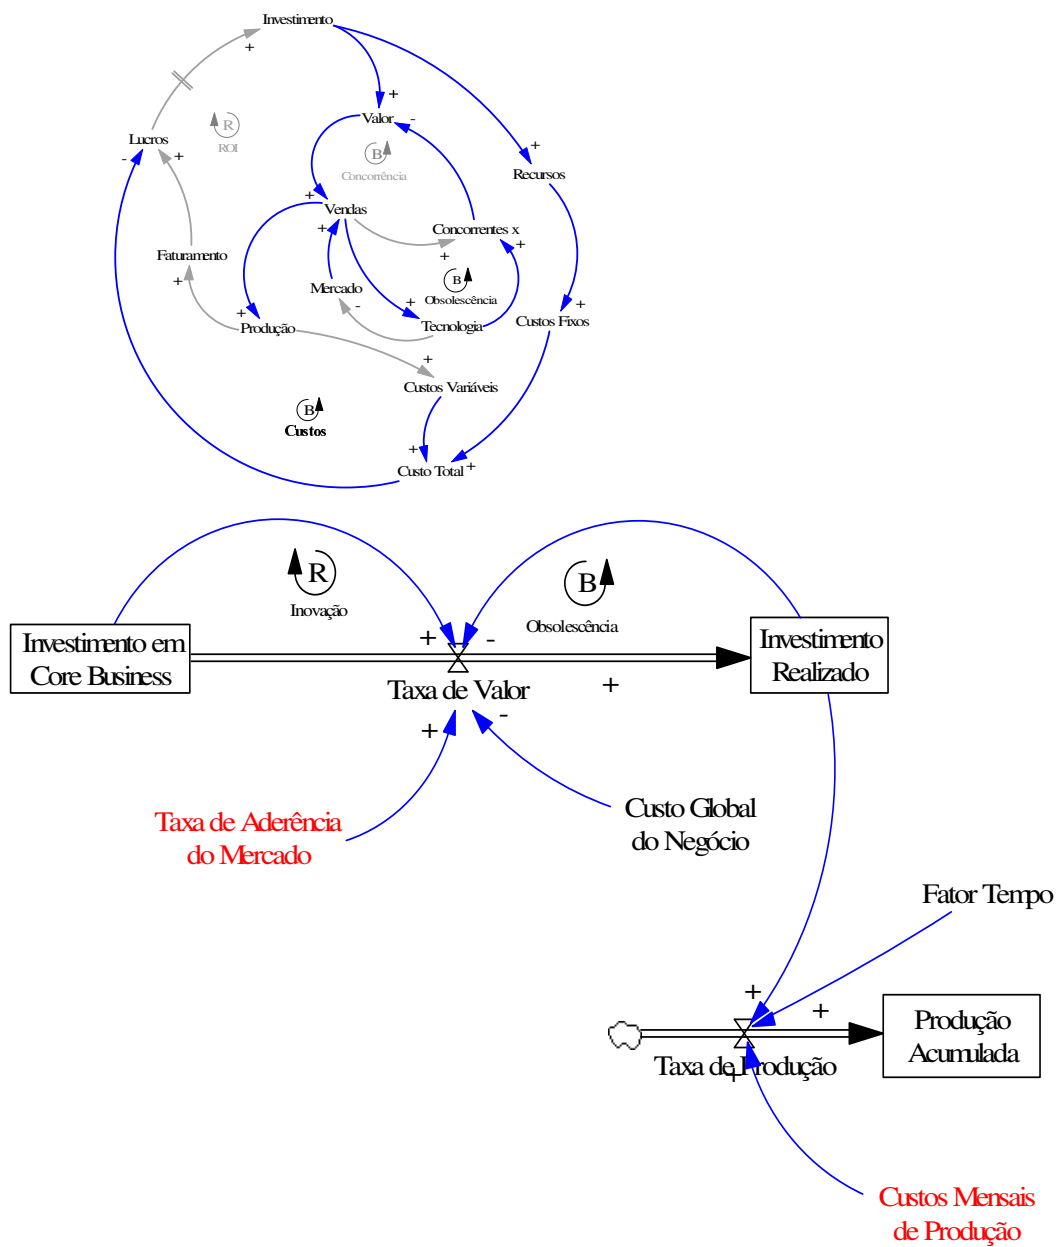 Investimento
+
+
Valor
-
R
ROI
Lucros
-
+
B
Concorrência
+
Recursos
+
Vendas
+
Concorrentes x
+
+
Faturamento
+
B
Obsolescência
Mercado
-
+
+
Produção
Tecnologia
+
Custos Fixos
+
Custos Variáveis
B
Custos
+
Custo Total
+
R
Inovação
B
Obsolescência
Investimento em
Core Business
+
-
Investimento
Realizado
Taxa de Valor
+
+
-
Taxa de Aderência
do Mercado
Custo Global
do Negócio
Fator Tempo
+
+
Produção
Acumulada
Taxa de Produção
+
Custos Mensais
de Produção